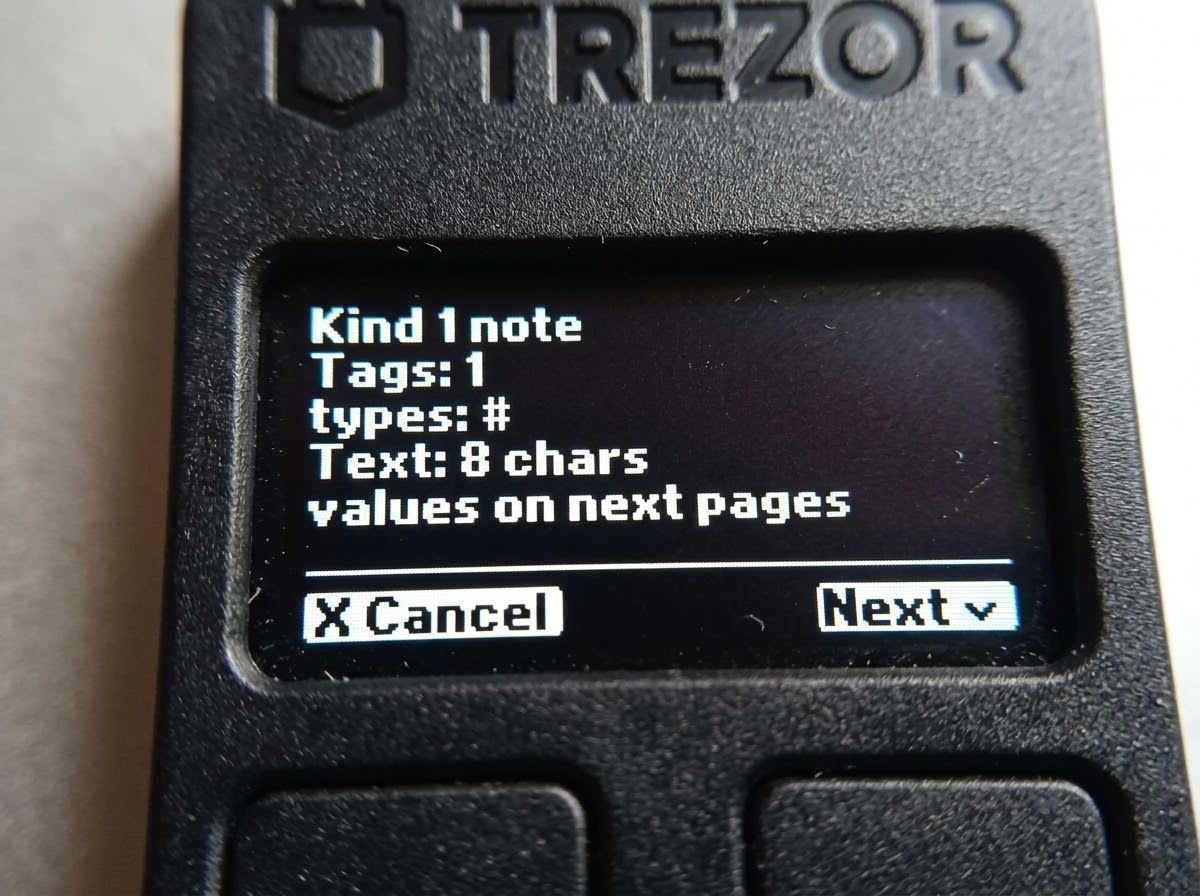 TREZOR
Kind 1 note
Tags: 1
types: #
Text: 8 chars
values on next pages
X Cancel
Next